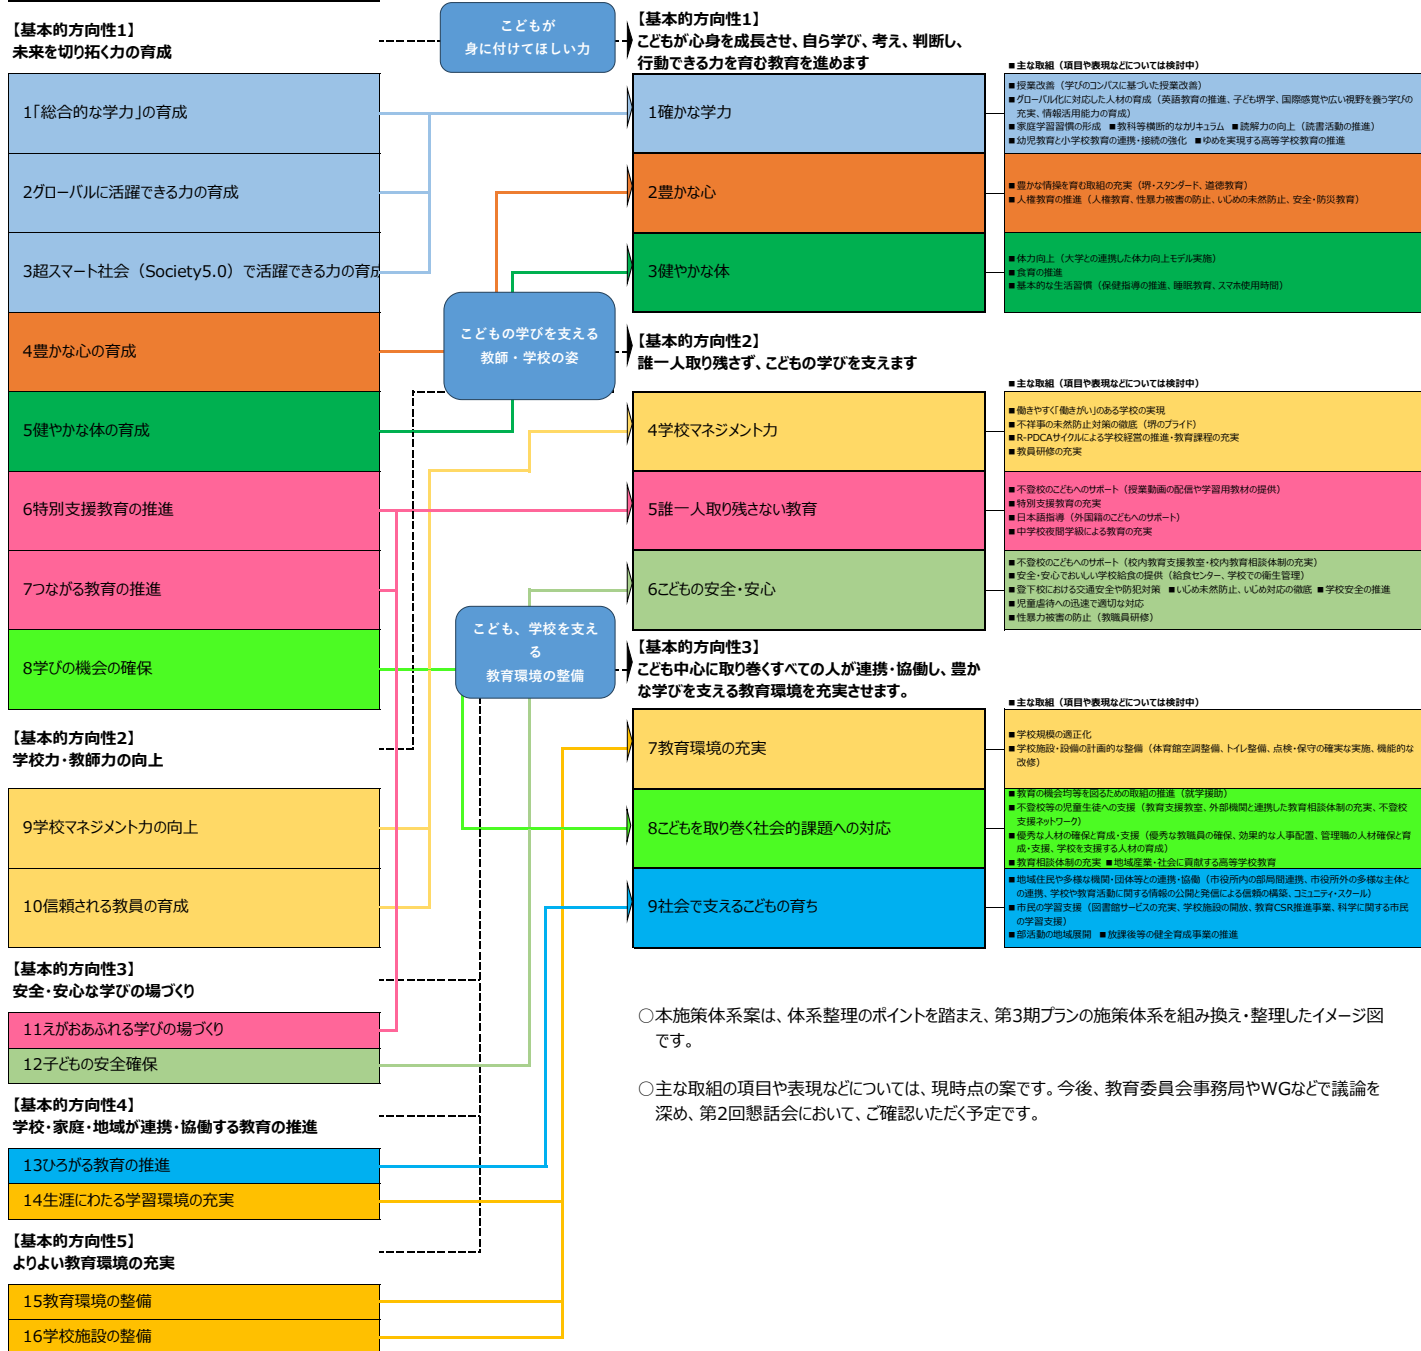 【基本的方向性1】
未来を切り拓く力の育成
1「総合的な学力」の育成
2グローバルに活躍できる力の育成
3超スマート社会（Society5.0）で活躍できる力の育成
4豊かな心の育成
5健やかな体の育成
6特別支援教育の推進
7つながる教育の推進
8学びの機会の確保
【基本的方向性2】
学校力・教師力の向上
9学校マネジメント力の向上
10信頼される教員の育成
【基本的方向性3】
安全・安心な学びの場づくり
11えがおあふれる学びの場づくり
12子どもの安全確保
【基本的方向性4】
学校・家庭・地域が連携・協働する教育の推進
13ひろがる教育の推進
14生涯にわたる学習環境の充実
【基本的方向性5】
よりよい教育環境の充実
15教育環境の整備
16学校施設の整備
こどもが
身に付けてほしい力
こどもの学びを支える
教師・学校の姿
こども、学校を支え
る
教育環境の整備
【基本的方向性1】
こどもが心身を成長させ、自ら学び、考え、判断し、
行動できる力を育む教育を進めます
1確かな学力
2豊かな心
3健やかな体
【基本的方向性2】
誰一人取り残さず、こどもの学びを支えます
4学校マネジメント力
5誰一人取り残さない教育
6こどもの安全・安心
【基本的方向性3】
こども中心に取り巻くすべての人が連携・協働し、豊か
な学びを支える教育環境を充実させます。
7教育環境の充実
8こどもを取り巻く社会的課題への対応
9社会で支えるこどもの育ち
■主な取組（項目や表現などについては検討中）
■授業改善（学びのコンパスに基づいた授業改善）
■グローバル化に対応した人材の育成（英語教育の推進、子ども堺学、国際感覚や広い視野を養う学びの
充実、情報活用能力の育成）
■家庭学習習慣の形成 ■教科等横断的なカリキュラム ■読解力の向上（読書活動の推進）
■幼児教育と小学校教育の連携・接続の強化 ■ゆめを実現する高等学校教育の推進
■豊かな情操を育む取組の充実（堺・スタンダード、道徳教育）
■人権教育の推進（人権教育、性暴力被害の防止、いじめの未然防止、安全・防災教育）
■体力向上（大学との連携した体力向上モデル実施）
■食育の推進
■基本的な生活習慣（保健指導の推進、睡眠教育、スマホ使用時間）
■主な取組（項目や表現などについては検討中）
■働きやすく「働きがい」のある学校の実現
■不祥事の未然防止対策の徹底（堺のプライド）
■R-PDCAサイクルによる学校経営の推進・教育課程の充実
■教員研修の充実
■不登校のこどもへのサポート（授業動画の配信や学習用教材の提供）
■特別支援教育の充実
■日本語指導（外国籍のこどもへのサポート）
■中学校夜間学級による教育の充実
■不登校のこどもへのサポート（校内教育支援教室・校内教育相談体制の充実）
■安全・安心でおいしい学校給食の提供（給食センター、学校での衛生管理）
■登下校における交通安全や防犯対策 ■いじめ未然防止、いじめ対応の徹底 ■学校安全の推進
■児童虐待への迅速で適切な対応
■性暴力被害の防止（教職員研修）
■主な取組（項目や表現などについては検討中）
■学校規模の適正化
■学校施設・設備の計画的な整備（体育館空調整備、トイレ整備、点検・保守の確実な実施、機能的な
改修）
■教育の機会均等を図るための取組の推進（就学援助）
■不登校等の児童生徒への支援（教育支援教室、外部機関と連携した教育相談体制の充実、不登校
支援ネットワーク）
■優秀な人材の確保と育成・支援（優秀な教職員の確保、効果的な人事配置、管理職の人材確保と育
成・支援、学校を支援する人材の育成）
■教育相談体制の充実 ■地域産業・社会に貢献する高等学校教育
■地域住民や多様な機関・団体等との連携・協働（市役所内の部局間連携、市役所外の多様な主体と
の連携、学校や教育活動に関する情報の公開と発信による信頼の構築、コミュニティ・スクール）
■市民の学習支援（図書館サービスの充実、学校施設の開放、教育CSR推進事業、科学に関する市民
の学習支援）
■部活動の地域展開 ■放課後等の健全育成事業の推進
○本施策体系案は、体系整理のポイントを踏まえ、第3期プランの施策体系を組み換え・整理したイメージ図
です。
○主な取組の項目や表現などについては、現時点の案です。今後、教育委員会事務局やWGなどで議論を
深め、第2回懇話会において、ご確認いただく予定です。